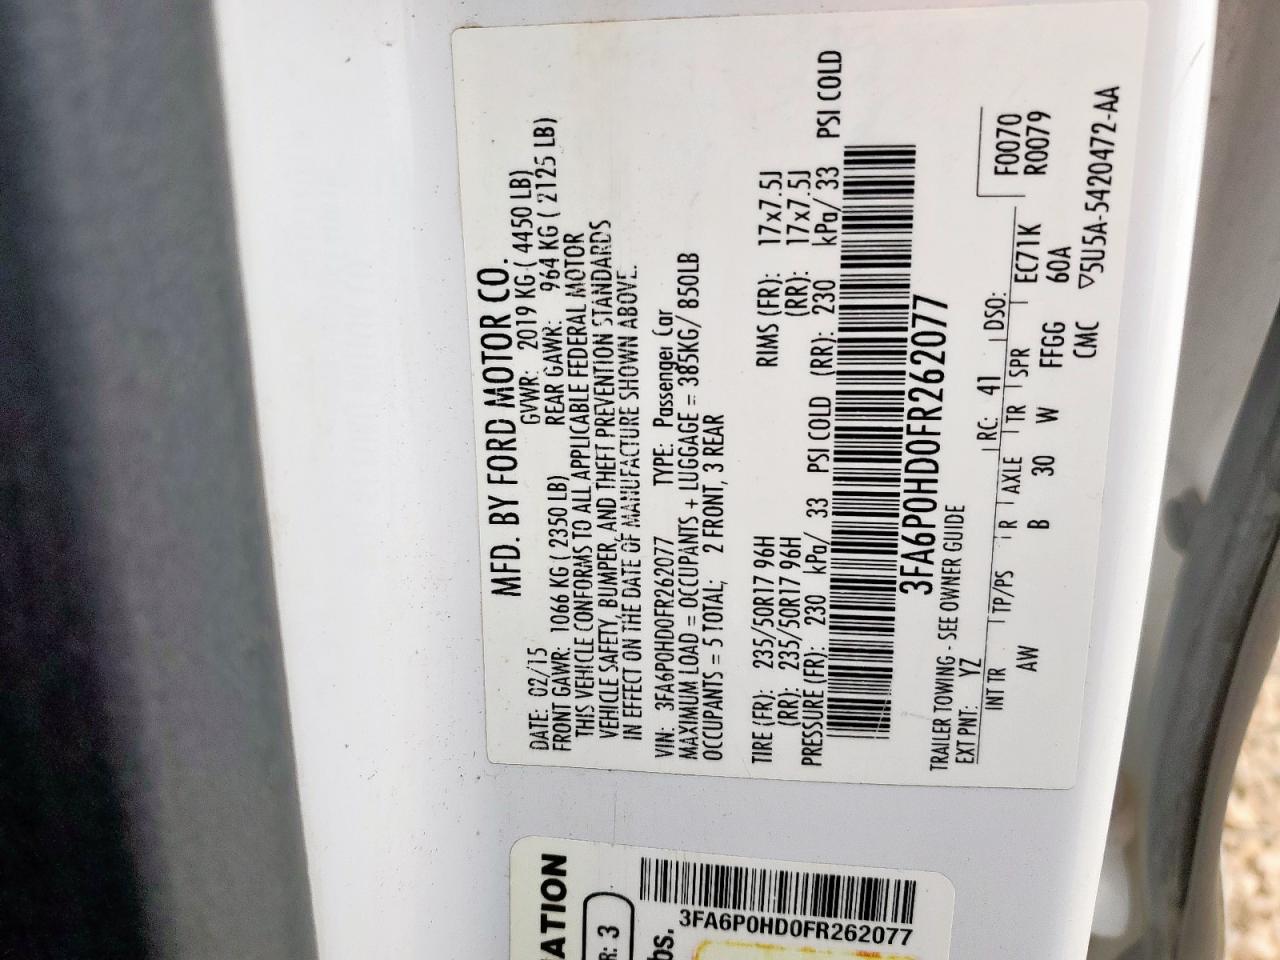 MFD. BY FORD MOTOR CO.
DATE: 02/15 GVWR: 2019 KG ( 4450 LB)
FRONT GAWR: 1066 KG ( 2350 LB) REAR GAWR: 964 KG ( 2125 LB)
THIS VEHICLE CONFORMS TO ALL APPLICABLE FEDERAL MOTOR
VEHICLE SAFETY, BUMPER, AND THEFT PREVENTION STANDARDS
IN EFFECT ON THE DATE OF MANUFACTURE SHOWN ABOVE.
VIN: 3FA6P0HD0FR262077 TYPE: Passenger Car
MAXIMUM LOAD = OCCUPANTS + LUGGAGE = 385KG/ 850LB
OCCUPANTS = 5 TOTAL; 2 FRONT, 3 REAR
TIRE (FR): 235/50R17 96H RIMS (FR): 17x7.5J
(RR): 235/50R17 96H (RR): 17x7.5J
PRESSURE (FR): 230 kPa/ 33 PSI COLD (RR): 230 kPa/ 33 PSI COLD
3FA6P0HD0FR262077
TRAILER TOWING - SEE OWNER GUIDE
EXT PNT: YZ RC: 41 DSO: F0070
INT TR TP/PS R AXLE TR SPR EC71K R0079
AW B 30 W FFGG 60A
CMC ▽5U5A-5420472-AA
ATION
R: 3
bs.
3FA6P0HD0FR262077